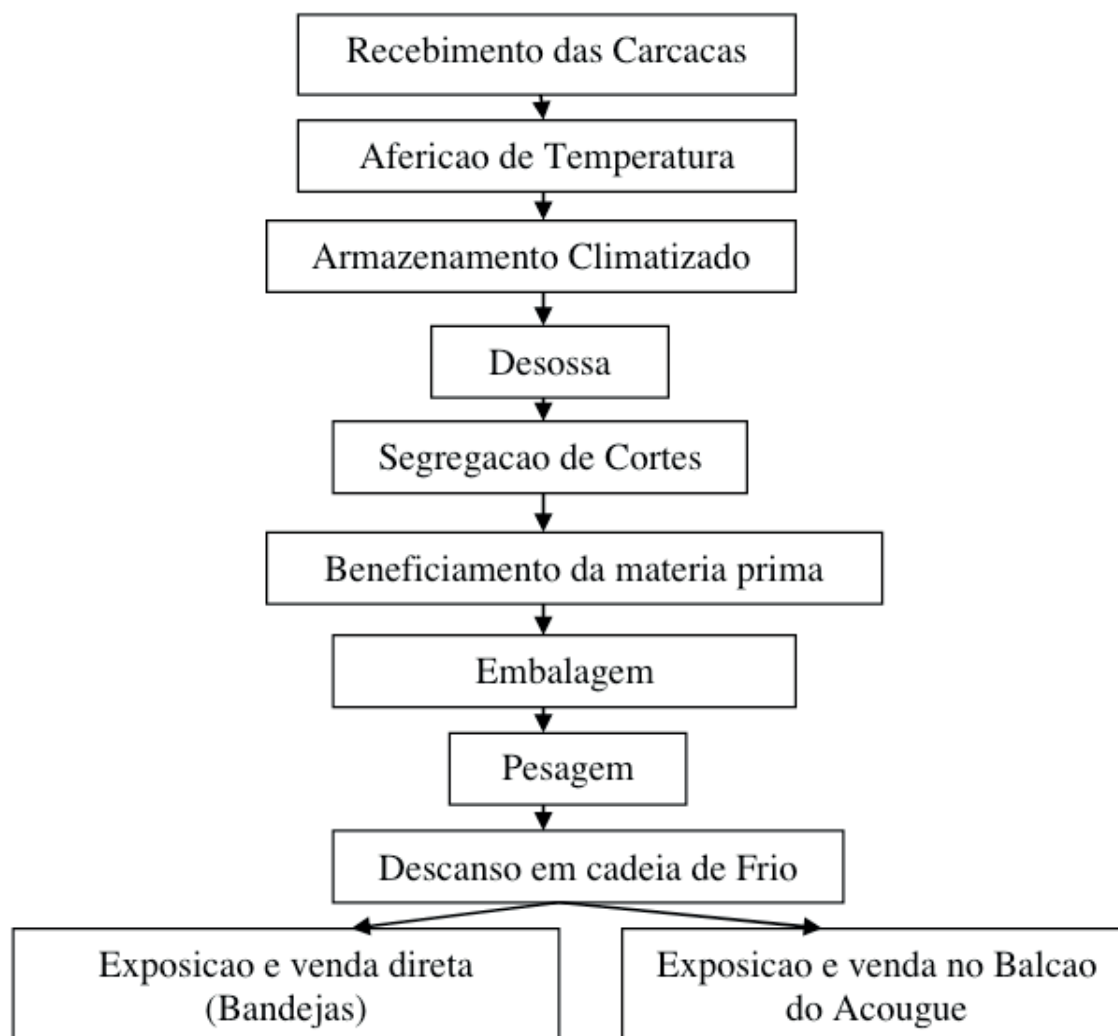 Recebimento das Carcacas
Afericao de Temperatura
Armazenamento Climatizado
Desossa
Segregacao de Cortes
Beneficiamento da materia prima
Embalagem
Pesagem
Descanso em cadeia de Frio
Exposicao e venda direta
(Bandejas)
Exposicao e venda no Balcao
do Acougue